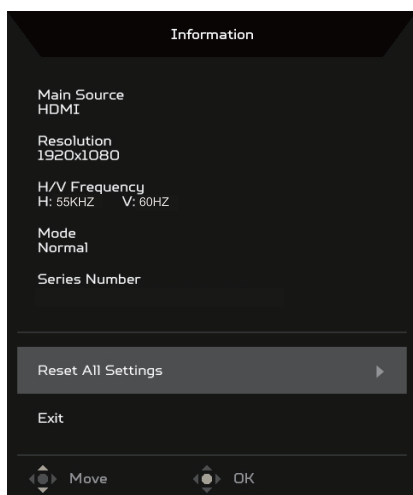 Information
Main Source
HDMI
Resolution
1920x1080
H/V Frequency
H: 55KHZ V: 60HZ
Mode
Normal
Series Number
Reset All Settings
Exit
Move OK